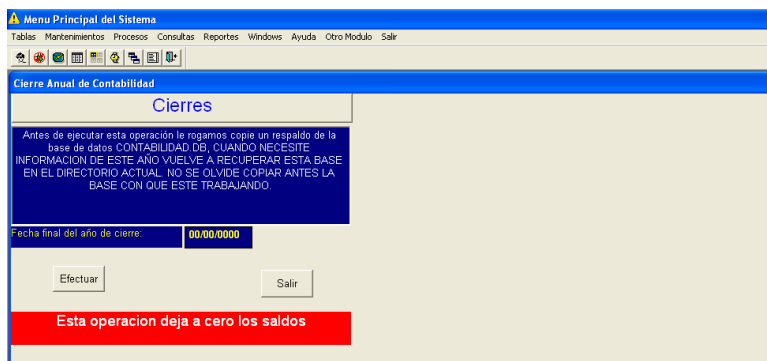 Menu Principal del Sistema
Tablas Mantenimientos Procesos Consultas Reportes Windows Ayuda Otro Modulo Salir
Cierre Anual de Contabilidad
Cierres
Antes de ejecutar esta operación le rogamos copie un respaldo de la
base de datos CONTABILIDAD.DB, CUANDO NECESITE
INFORMACION DE ESTE AÑO VUELVE A RECUPERAR ESTA BASE
EN EL DIRECTORIO ACTUAL. NO SE OLVIDE COPIAR ANTES LA
BASE CON QUE ESTE TRABAJANDO.
Fecha final del año de cierre: 00/00/0000
Efectuar Salir
Esta operacion deja a cero los saldos